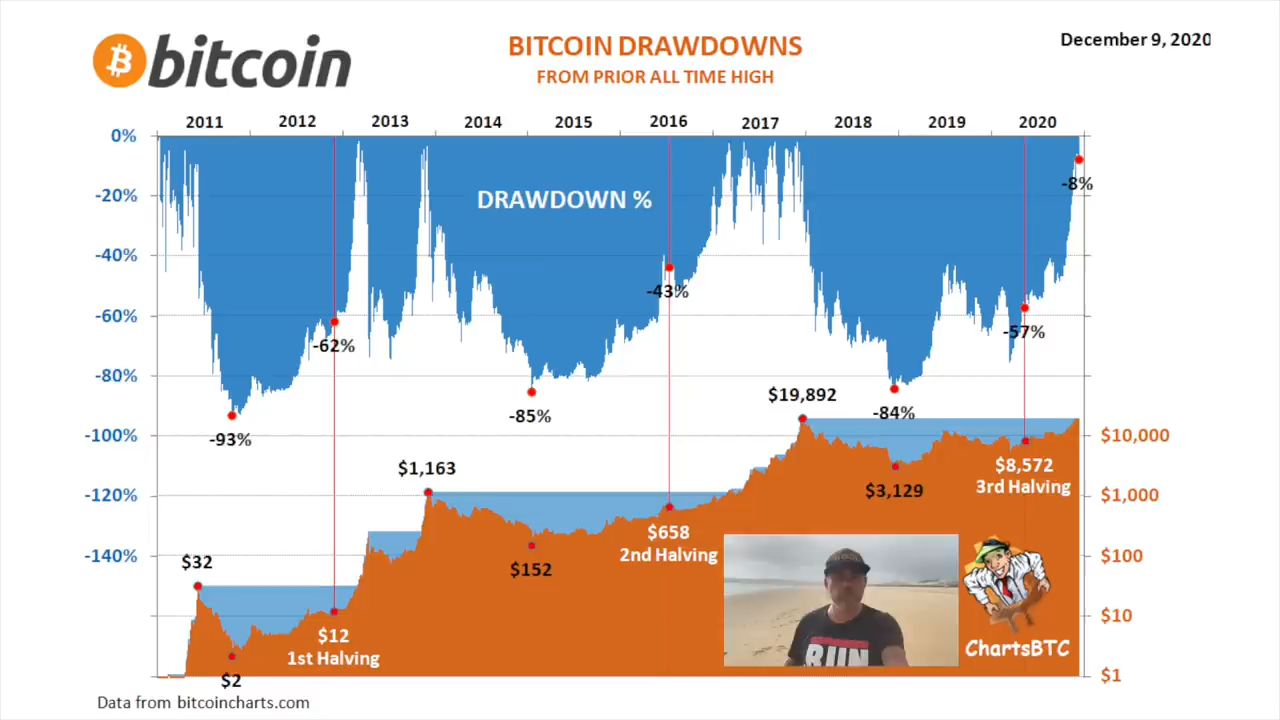 bitcoin
BITCOIN DRAWDOWNS
FROM PRIOR ALL TIME HIGH
December 9, 2020
2011 2012 2013 2014 2015 2016 2017 2018 2019 2020
0%
-20%
-40%
-60%
-80%
-100%
-120%
-140%
DRAWDOWN %
-8%
-43%
-62%
-57%
-93%
-85%
-84%
$19,892
$10,000
$1,163
$8,572
3rd Halving
$3,129
$1,000
$32
$658
2nd Halving
$152
$100
$10
$12
1st Halving
$2
RUN
ChartsBTC
$1
Data from bitcoincharts.com